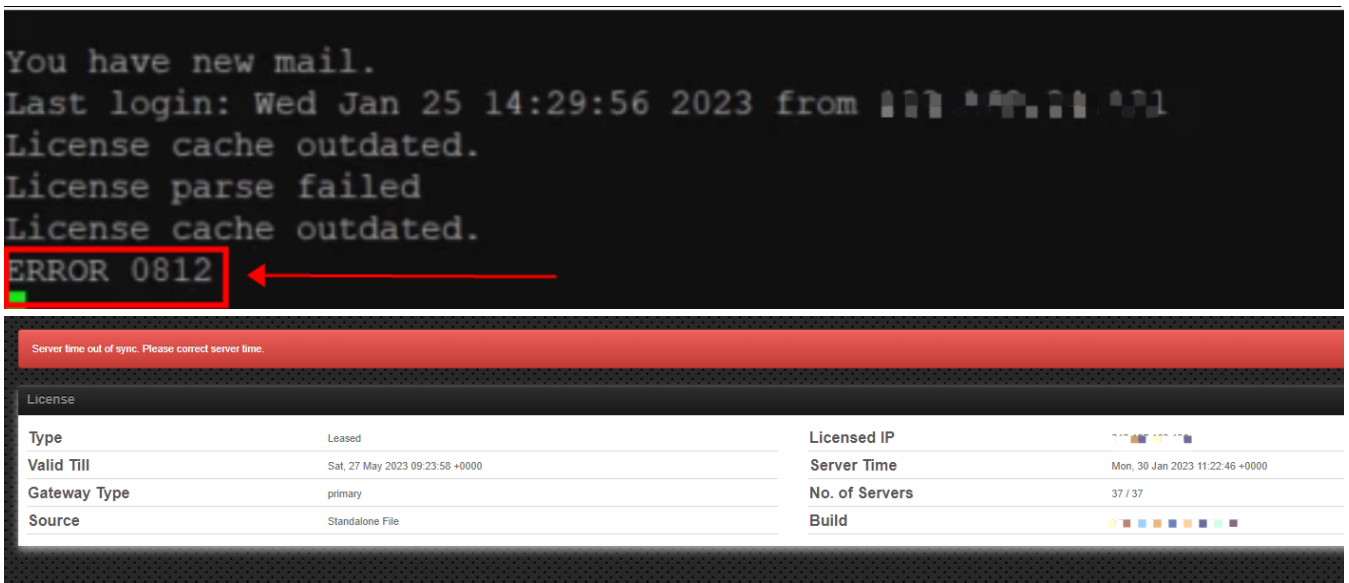 You have new mail.
Last login: Wed Jan 25 14:29:56 2023 from
License cache outdated.
License parse failed
License cache outdated.
ERROR 0812
Server time out of sync. Please correct server time.
License
Type Leased Licensed IP
Valid Till Sat, 27 May 2023 09:23:58 +0000 Server Time Mon, 30 Jan 2023 11:22:46 +0000
Gateway Type primary No. of Servers 37 / 37
Source Standalone File Build